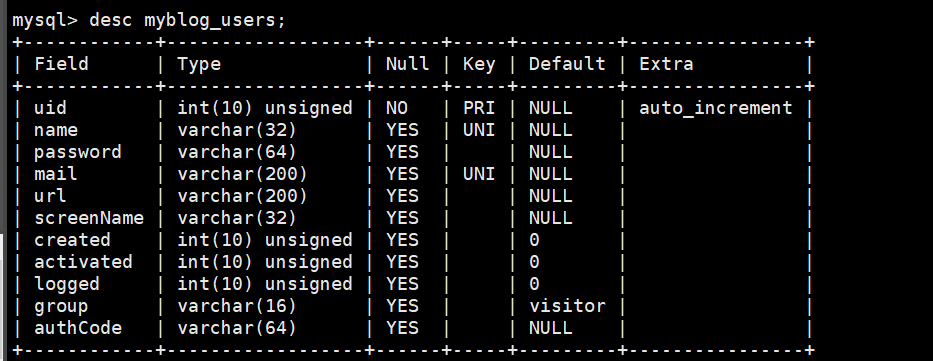 mysql> desc myblog_users;
+------------+------------------+------+-----+---------+----------------+
| Field      | Type             | Null | Key | Default | Extra          |
+------------+------------------+------+-----+---------+----------------+
| uid        | int(10) unsigned | NO   | PRI | NULL    | auto_increment |
| name       | varchar(32)      | YES  | UNI | NULL    |                |
| password   | varchar(64)      | YES  |     | NULL    |                |
| mail       | varchar(200)     | YES  | UNI | NULL    |                |
| url        | varchar(200)     | YES  |     | NULL    |                |
| screenName | varchar(32)      | YES  |     | NULL    |                |
| created    | int(10) unsigned | YES  |     | 0       |                |
| activated  | int(10) unsigned | YES  |     | 0       |                |
| logged     | int(10) unsigned | YES  |     | 0       |                |
| group      | varchar(16)      | YES  |     | visitor |                |
| authCode   | varchar(64)      | YES  |     | NULL    |                |
+------------+------------------+------+-----+---------+----------------+